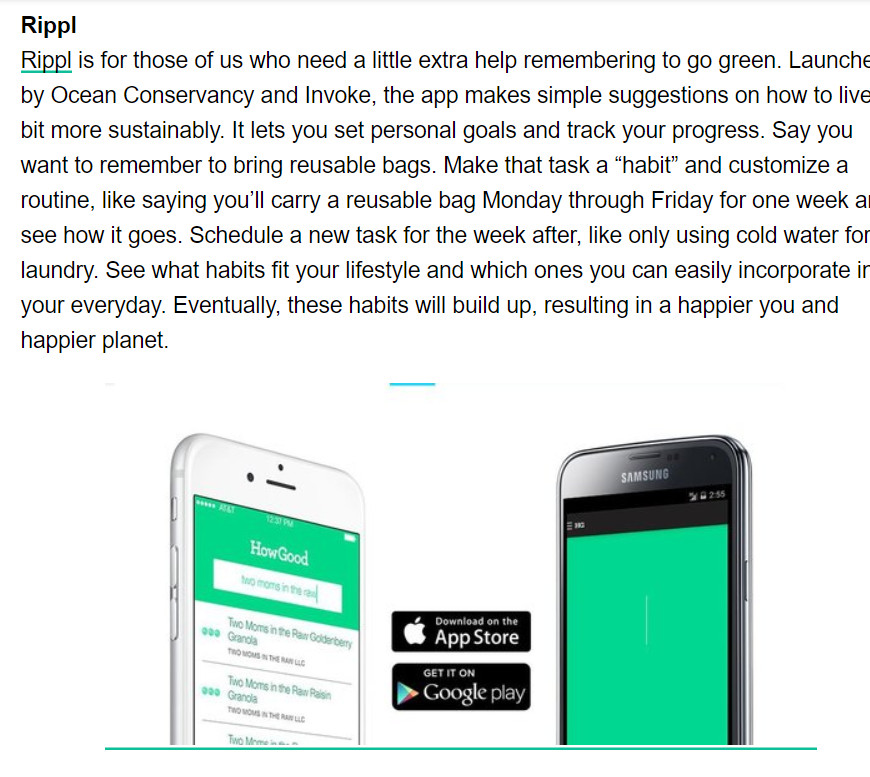 Rippl
Rippl is for those of us who need a little extra help remembering to go green. Launche
by Ocean Conservancy and Invoke, the app makes simple suggestions on how to live
bit more sustainably. It lets you set personal goals and track your progress. Say you
want to remember to bring reusable bags. Make that task a “habit” and customize a
routine, like saying you’ll carry a reusable bag Monday through Friday for one week a
see how it goes. Schedule a new task for the week after, like only using cold water for
laundry. See what habits fit your lifestyle and which ones you can easily incorporate i
your everyday. Eventually, these habits will build up, resulting in a happier you and
happier planet.
AT&T
12:37 PM
HowGood
two moms in the raw
Two Moms in the Raw Goldenberry
Granola
TWO MOMS IN THE RAW LLC
Two Moms in the Raw Raisin
Granola
TWO MOMS IN THE RAW LLC
Two Moms in the
Download on the
App Store
GET IT ON
Google play
SAMSUNG
2:55
HG